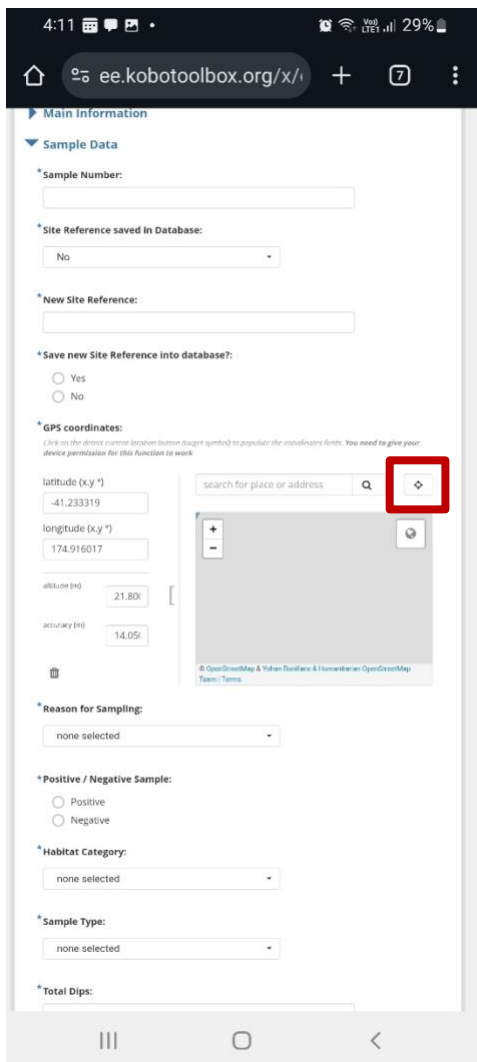 4:11
29%
ee.kobotoolbox.org/x/
7
Main Information
Sample Data
*Sample Number:
*Site Reference saved in Database:
No
*New Site Reference:
*Save new Site Reference into database?:
Yes
No
*GPS coordinates:
Click on the detect current location button (target symbol) to populate the coordinates fields. You need to give your
device permission for this function to work
latitude (x.y °)
search for place or address
-41.233319
longitude (x.y °)
+
174.916017
−
altitude (m)
21.80
accuracy (m)
14.05
© OpenStreetMap & Yohan Boniface & Humanitarian OpenStreetMap
Team | Terms
*Reason for Sampling:
none selected
*Positive / Negative Sample:
Positive
Negative
*Habitat Category:
none selected
*Sample Type:
none selected
*Total Dips: